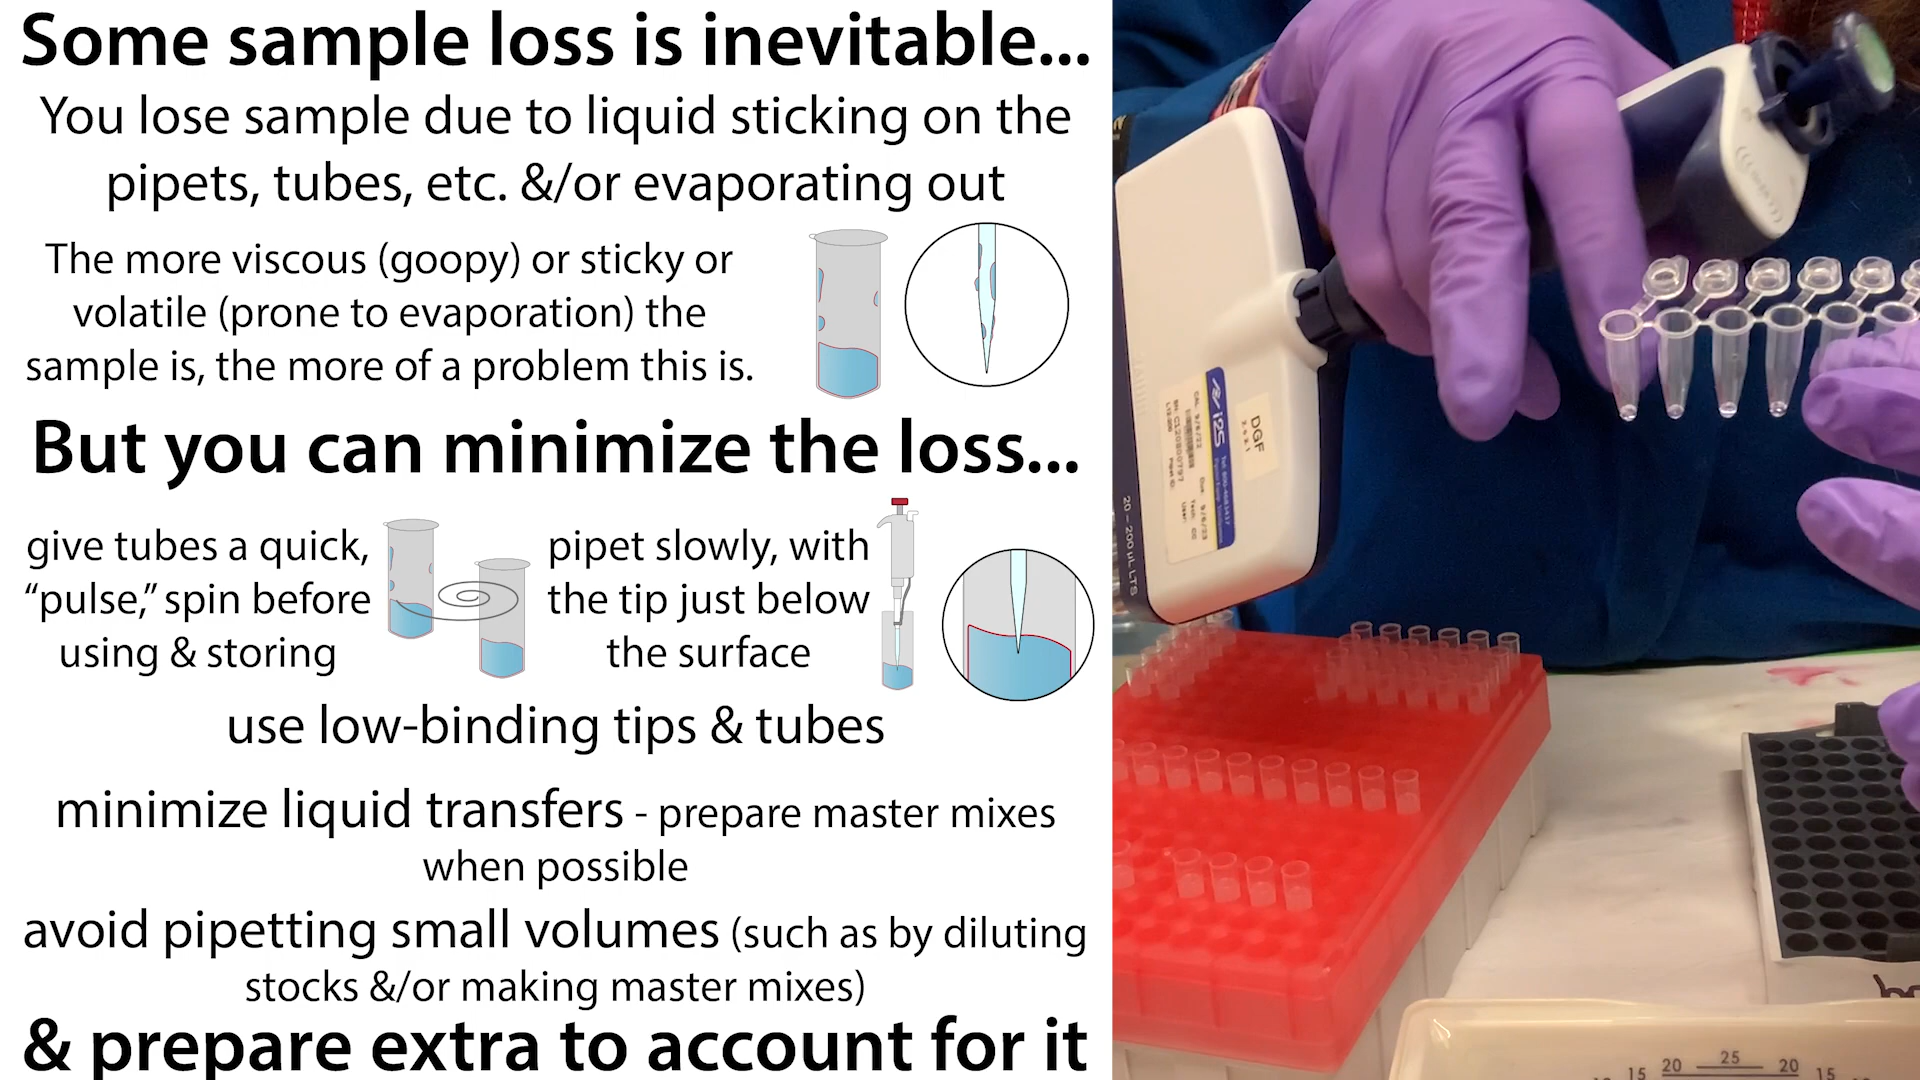 Some sample loss is inevitable...
You lose sample due to liquid sticking on the
pipets, tubes, etc. &/or evaporating out
The more viscous (goopy) or sticky or
volatile (prone to evaporation) the
sample is, the more of a problem this is.
But you can minimize the loss...
give tubes a quick,
“pulse,” spin before
using & storing
pipet slowly, with
the tip just below
the surface
use low-binding tips & tubes
minimize liquid transfers - prepare master mixes
when possible
avoid pipetting small volumes (such as by diluting
stocks &/or making master mixes)
& prepare extra to account for it
DGF
i2S
20 – 200 µL LTS
15 20 25 20 15